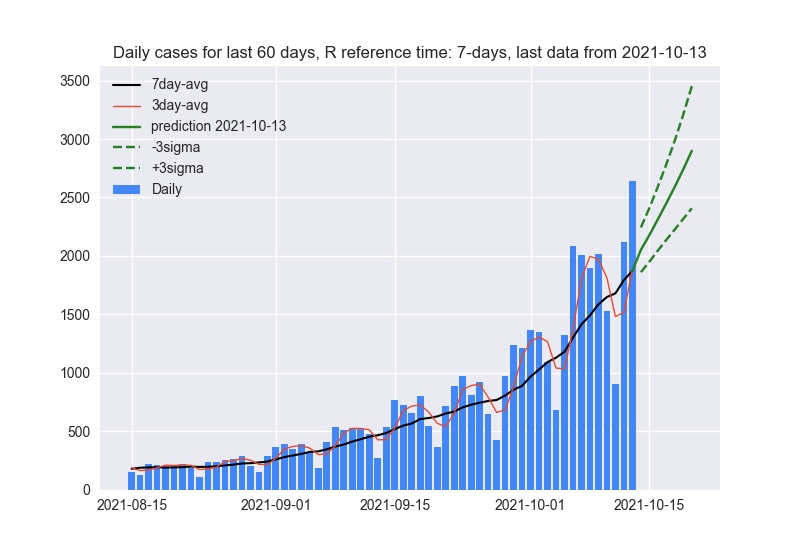 Daily cases for last 60 days, R reference time: 7-days, last data from 2021-10-13
3500
3000
2500
2000
1500
1000
500
0
7day-avg
3day-avg
prediction 2021-10-13
-3sigma
+3sigma
Daily
2021-08-15
2021-09-01
2021-09-15
2021-10-01
2021-10-15